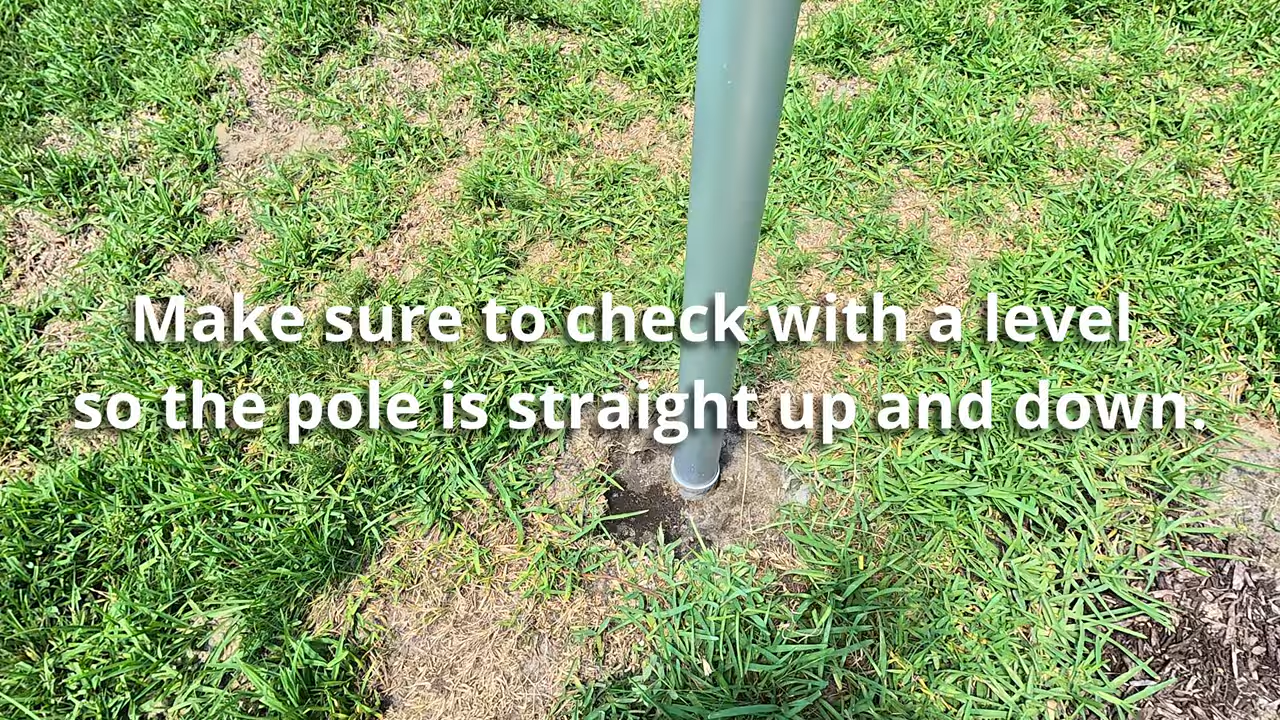 Make sure to check with a level
so the pole is straight up and down.